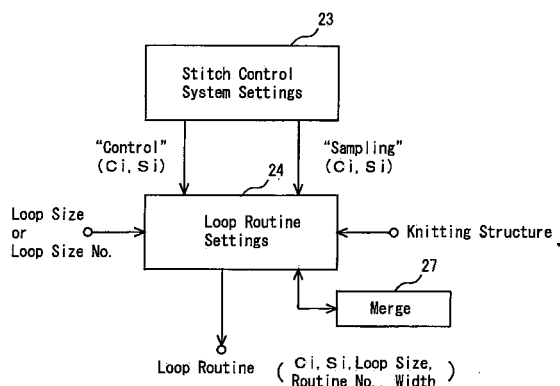 23
Stitch Control
System Settings
"Control"
(Ci, Si)
"Sampling"
(Ci, Si)
24
Loop Size
or
Loop Size No.
Loop Routine
Settings
Knitting Structure
27
Merge
Loop Routine
(Ci, Si, Loop Size,
Routine No., Width)